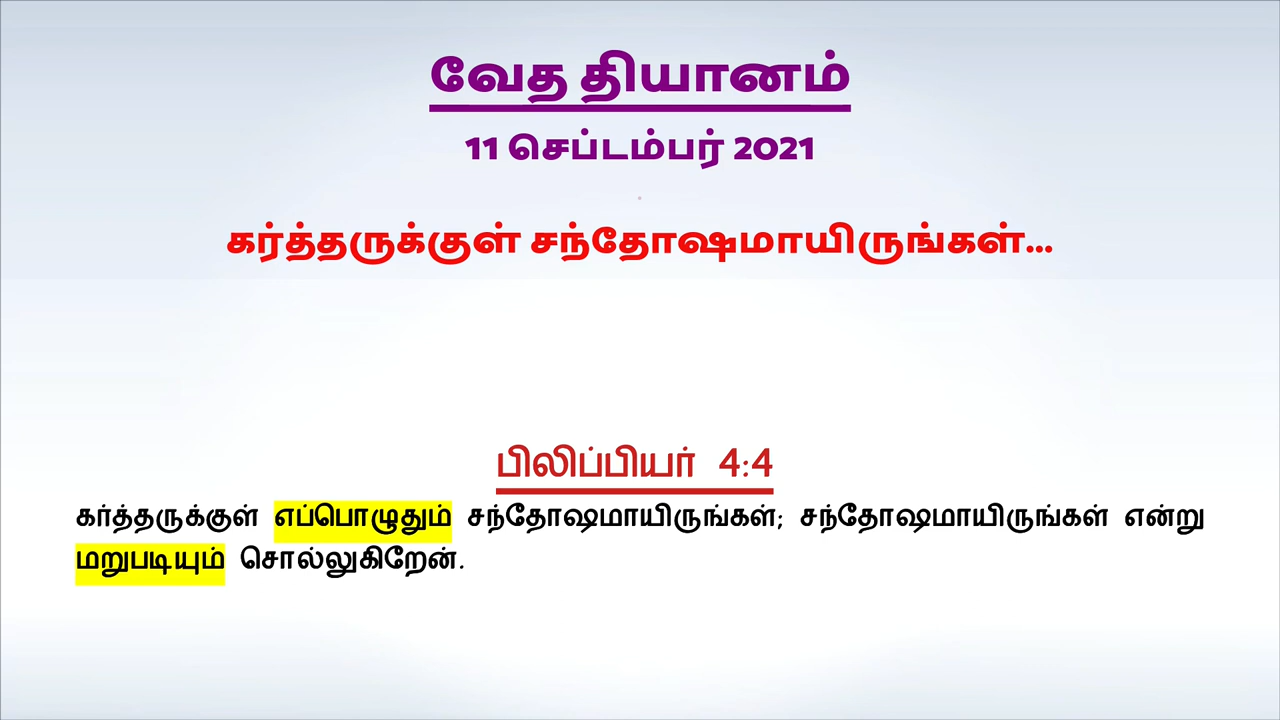 வேத தியானம்
11 செப்டம்பர் 2021
கர்த்தருக்குள் சந்தோஷமாயிருங்கள்...
பிலிப்பியர் 4:4
கர்த்தருக்குள் எப்பொழுதும் சந்தோஷமாயிருங்கள்; சந்தோஷமாயிருங்கள் என்று
மறுபடியும் சொல்லுகிறேன்.